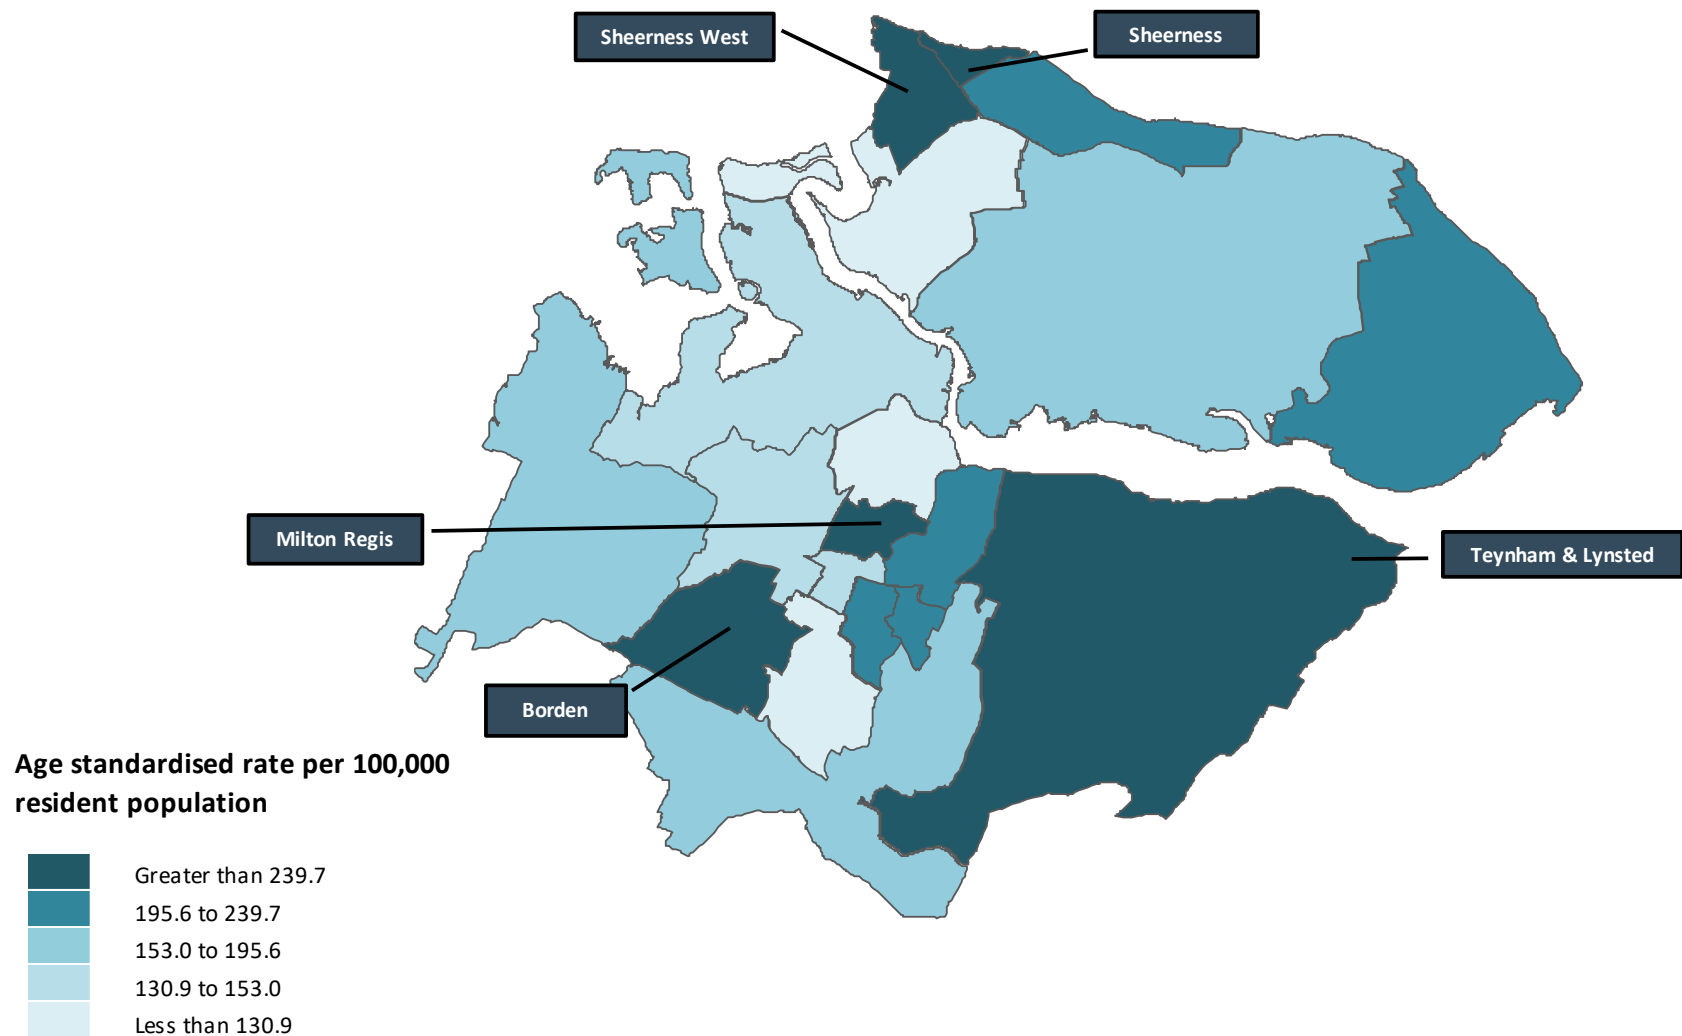 Sheerness West
Sheerness
Milton Regis
Teynham & Lynsted
Borden
Age standardised rate per 100,000
resident population
Greater than 239.7
195.6 to 239.7
153.0 to 195.6
130.9 to 153.0
Less than 130.9